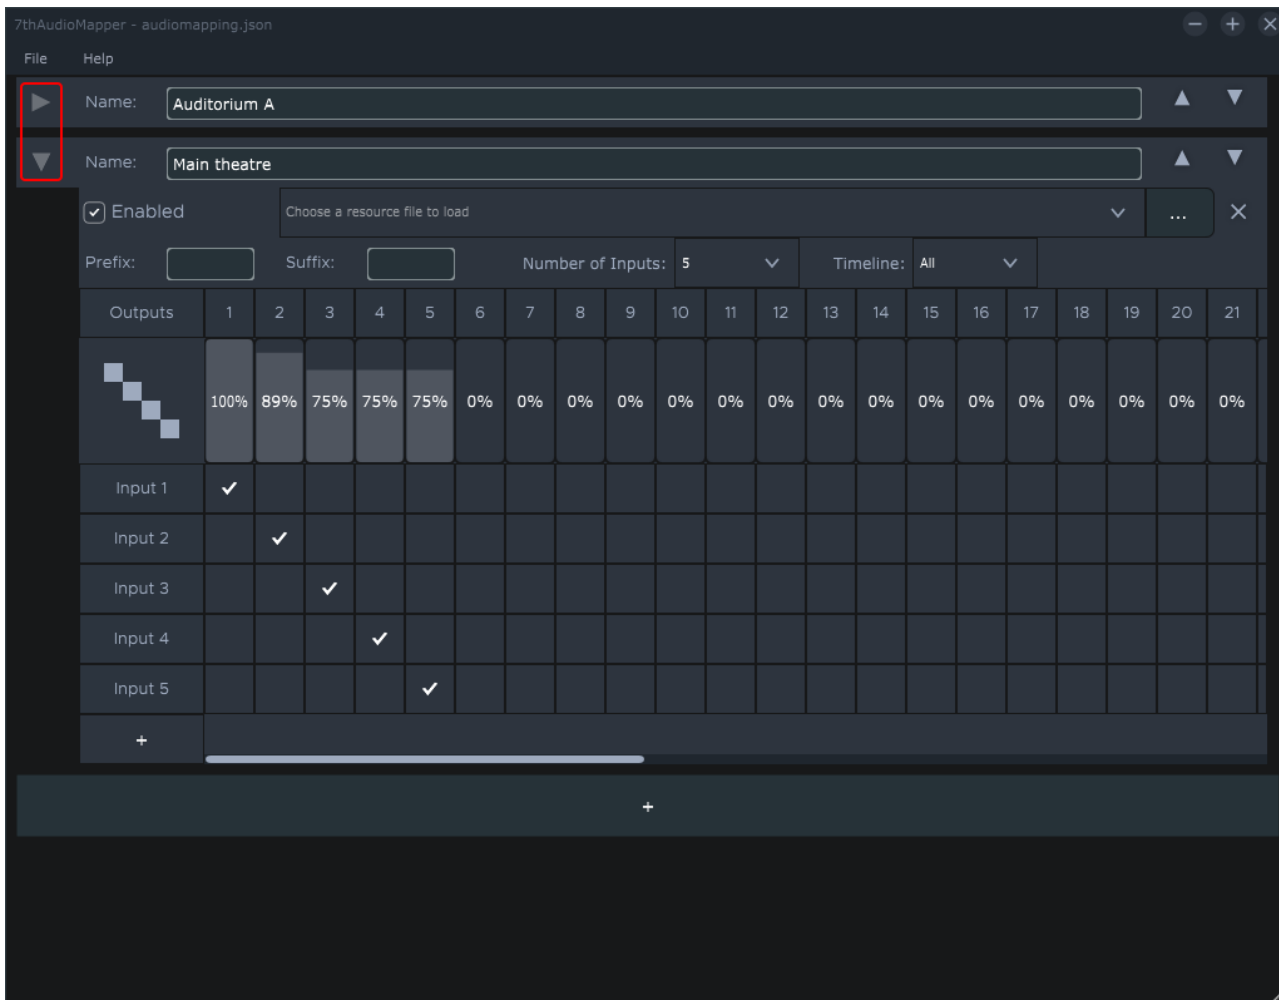 7thAudioMapper - audiomapping.json
File Help
Name: Auditorium A
Name: Main theatre
Enabled Choose a resource file to load ...
Prefix: Suffix: Number of Inputs: 5 Timeline: All
Outputs 1 2 3 4 5 6 7 8 9 10 11 12 13 14 15 16 17 18 19 20 21
100% 89% 75% 75% 75% 0% 0% 0% 0% 0% 0% 0% 0% 0% 0% 0% 0% 0% 0% 0% 0%
Input 1
Input 2
Input 3
Input 4
Input 5
+
+